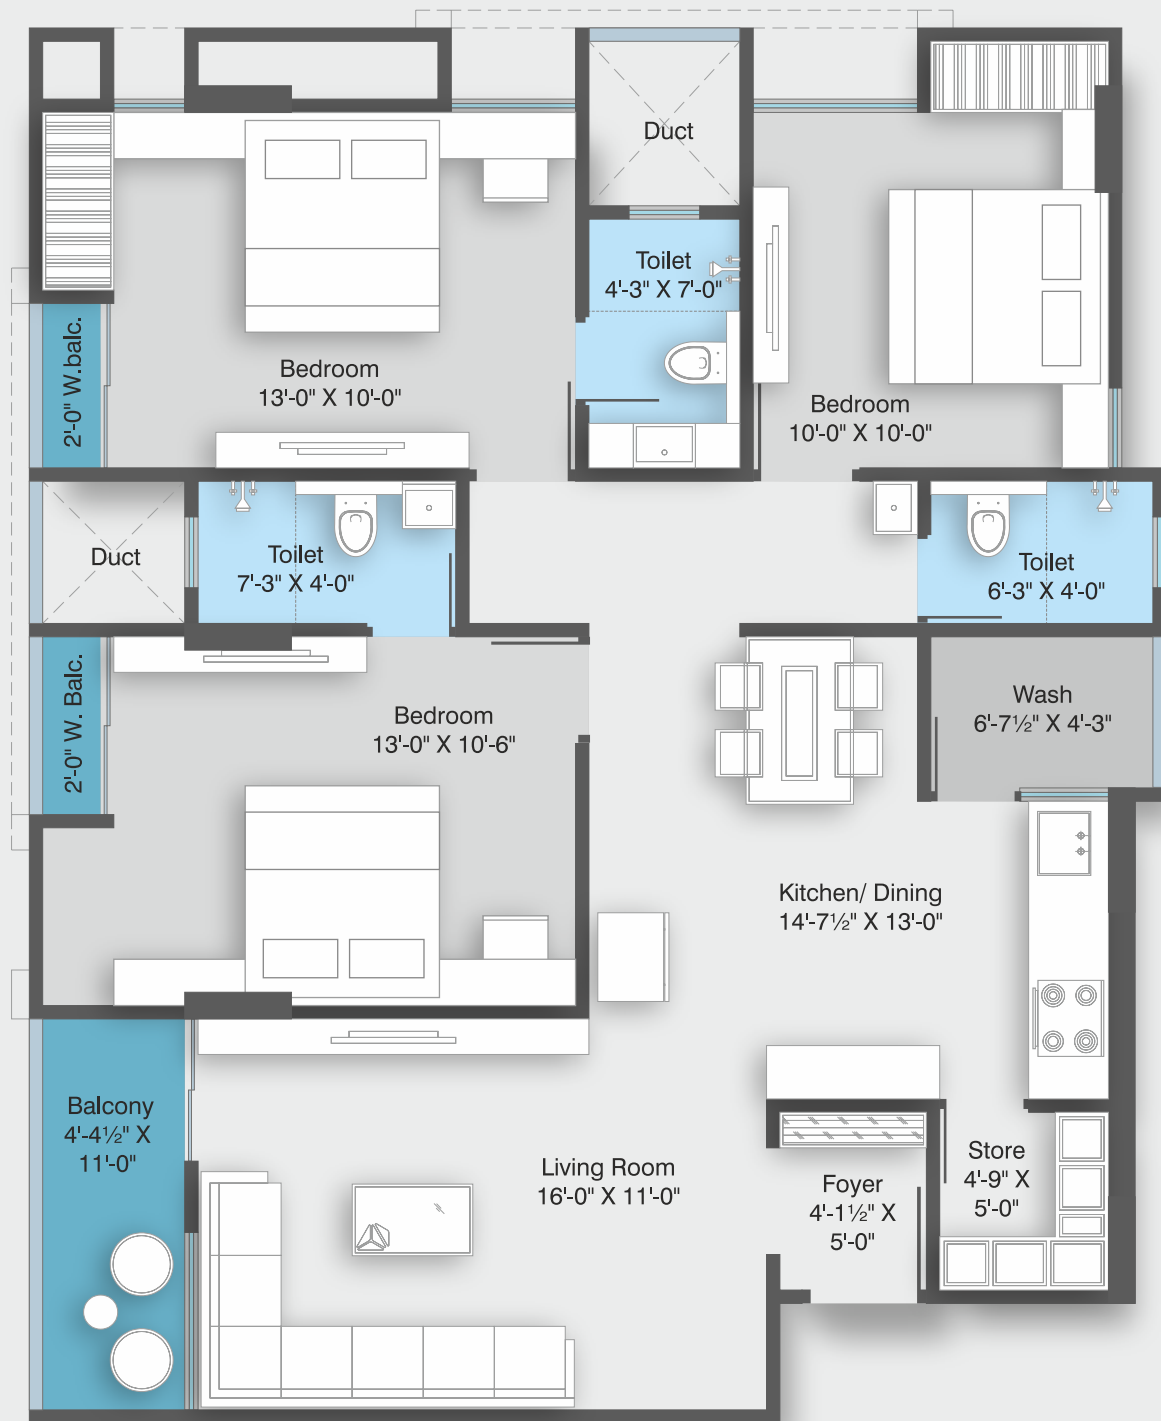 Duct
Toilet
4'-3" X 7'-0"
2'-0" W.balc.
Bedroom
13'-0" X 10'-0"
Bedroom
10'-0" X 10'-0"
Duct
Toilet
7'-3" X 4'-0"
Toilet
6'-3" X 4'-0"
2'-0" W. Balc.
Bedroom
13'-0" X 10'-6"
Wash
6'-7½" X 4'-3"
Kitchen/ Dining
14'-7½" X 13'-0"
Balcony
4'-4½" X
11'-0"
Living Room
16'-0" X 11'-0"
Foyer
4'-1½" X
5'-0"
Store
4'-9" X
5'-0"